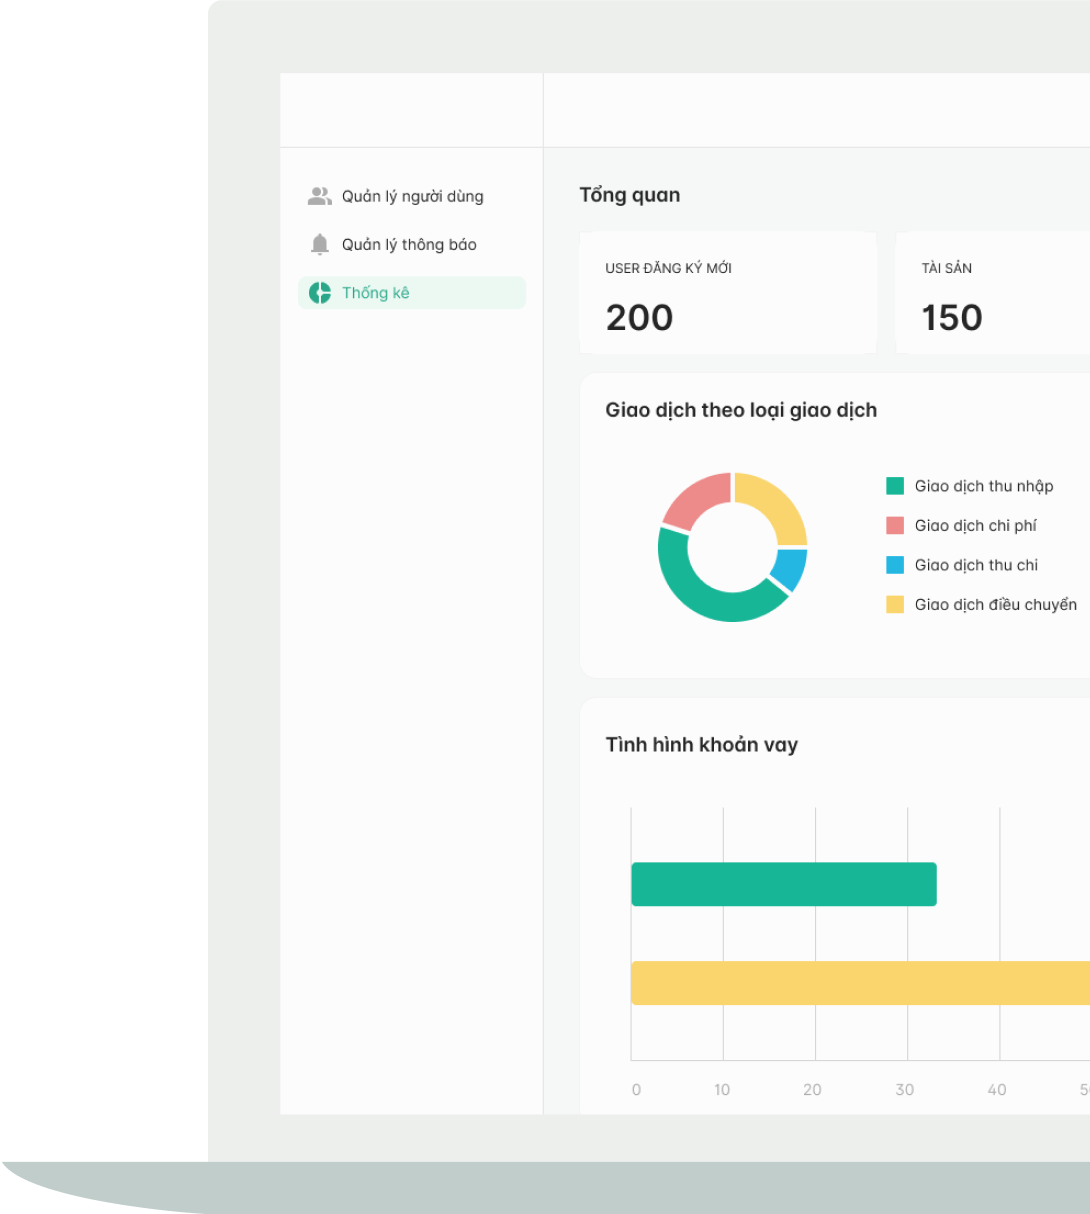 Quản lý người dùng
Quản lý thông báo
Thống kê
Tổng quan
USER ĐĂNG KÝ MỚI
200
TÀI SẢN
150
Giao dịch theo loại giao dịch
Giao dịch thu nhập
Giao dịch chi phí
Giao dịch thu chi
Giao dịch điều chuyển
Tình hình khoản vay
0 10 20 30 40